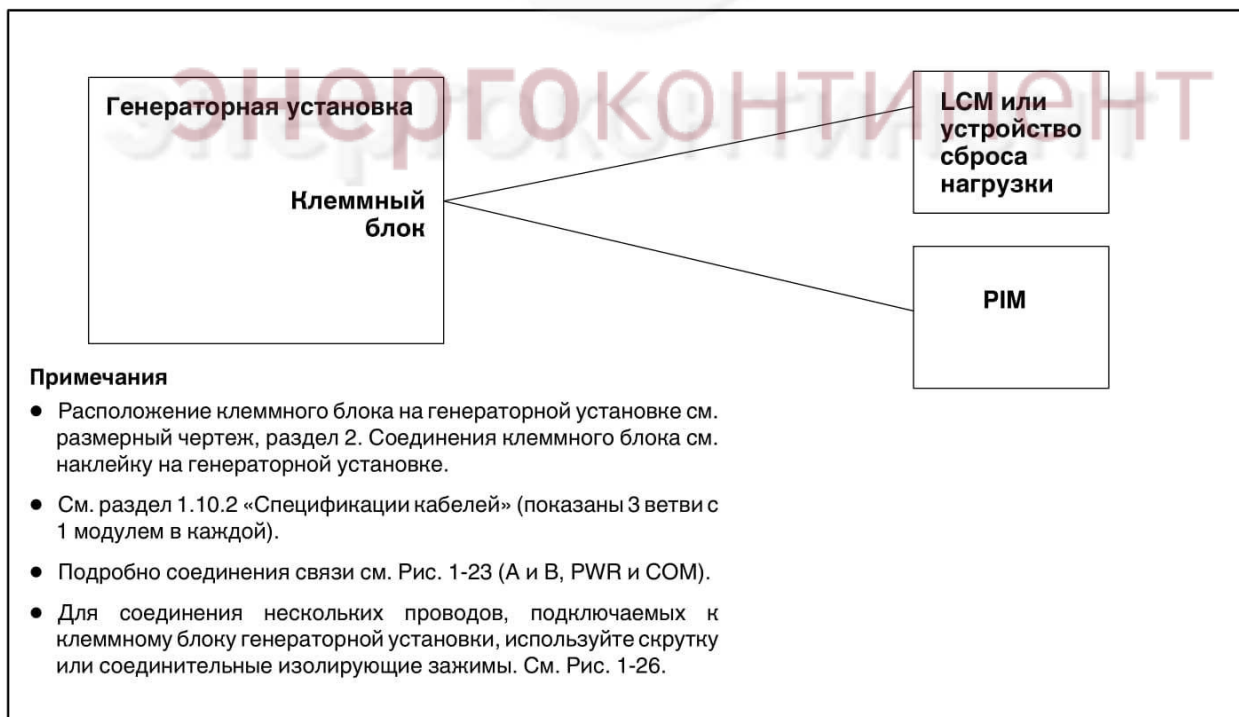 энергоконтинент
Генераторная установка
Клеммный
блок
LCM или
устройство
сброса
нагрузки
PIM
Примечания
● Расположение клеммного блока на генераторной установке см.
размерный чертеж, раздел 2. Соединения клеммного блока см.
наклейку на генераторной установке.
● См. раздел 1.10.2 «Спецификации кабелей» (показаны 3 ветви с
1 модулем в каждой).
● Подробно соединения связи см. Рис. 1-23 (A и B, PWR и COM).
● Для соединения нескольких проводов, подключаемых к
клеммному блоку генераторной установки, используйте скрутку
или соединительные изолирующие зажимы. См. Рис. 1-26.